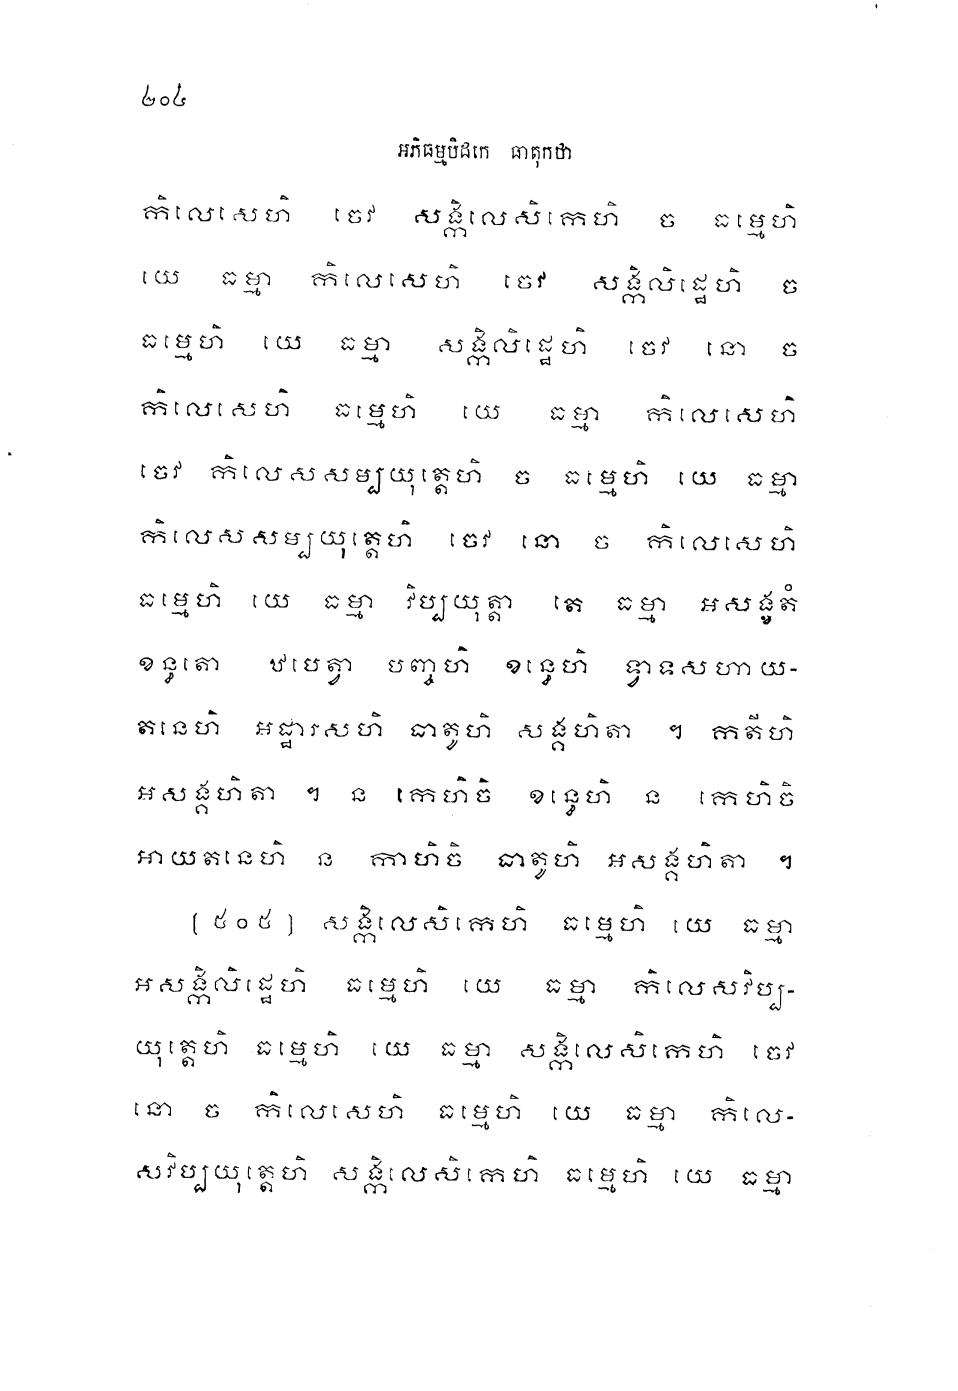 ២០៤
អភិធម្មបិដកេ ធាតុកថា
កិលេសេហិ ចេវ សង្កិលេសិកេហិ ច ធម្មេហិ
យេ ធម្មា កិលេសេហិ ចេវ សង្កិលិដ្ឋេហិ ច
ធម្មេហិ យេ ធម្មា សង្កិលិដ្ឋេហិ ចេវ នោ ច
កិលេសេហិ ធម្មេហិ យេ ធម្មា កិលេសេហិ
ចេវ កិលេសសម្បយុត្តេហិ ច ធម្មេហិ យេ ធម្មា
កិលេសសម្បយុត្តេហិ ចេវ នោ ច កិលេសេហិ
ធម្មេហិ យេ ធម្មា វិប្បយុត្តា តេ ធម្មា អសង្ខតំ
ខន្ធតោ ឋបេត្វា បញ្ចហិ ខន្ធេហិ ទ្វាទសហាយ-
តនេហិ អដ្ឋារសហិ ធាតូហិ សង្គហិតា ។ កតីហិ
អសង្គហិតា ។ ន កេហិចិ ខន្ធេហិ ន កេហិចិ
អាយតនេហិ ន កាហិចិ ធាតូហិ អសង្គហិតា ។
[៥០៥] សង្កិលេសិកេហិ ធម្មេហិ យេ ធម្មា
អសង្កិលិដ្ឋេហិ ធម្មេហិ យេ ធម្មា កិលេសវិប្ប-
យុត្តេហិ ធម្មេហិ យេ ធម្មា សង្កិលេសិកេហិ ចេវ
នោ ច កិលេសេហិ ធម្មេហិ យេ ធម្មា កិលេ-
សវិប្បយុត្តេហិ សង្កិលេសិកេហិ ធម្មេហិ យេ ធម្មា